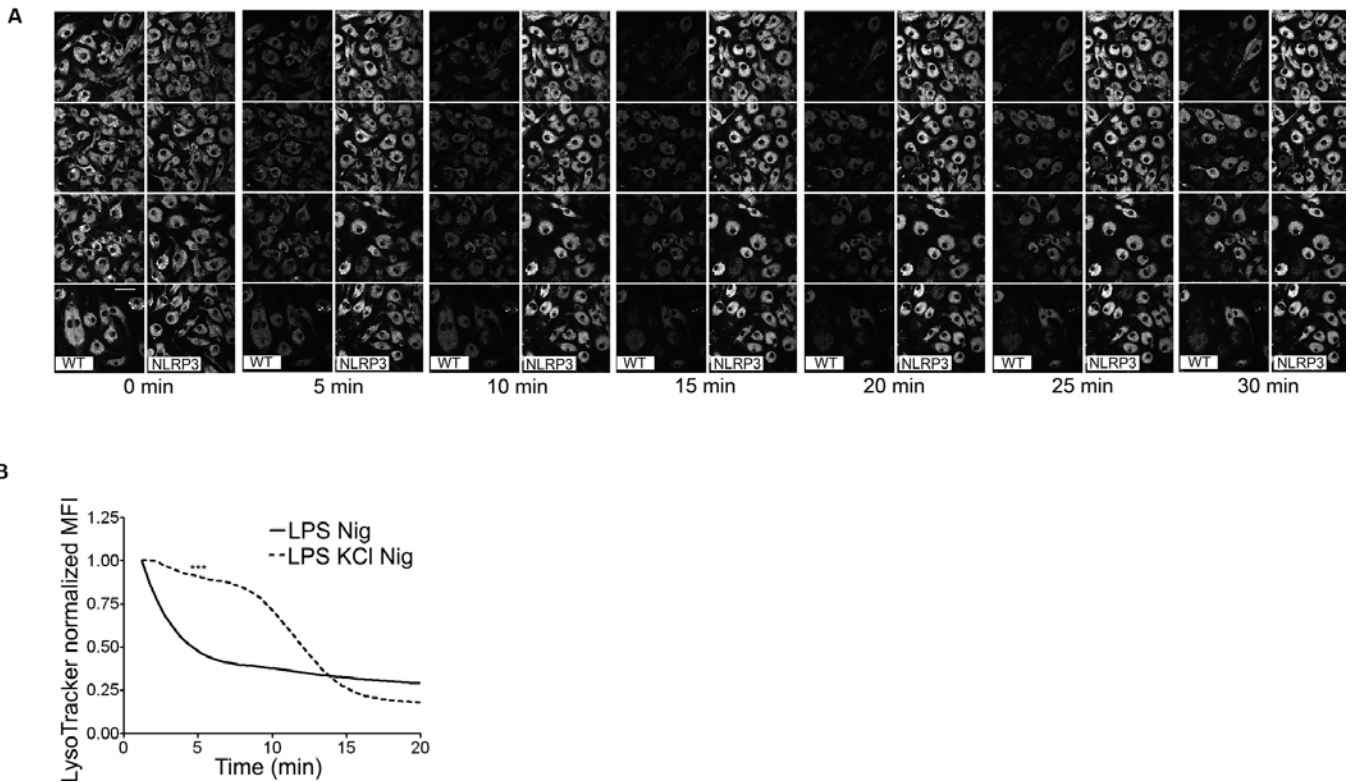 A
WT NLRP3 WT NLRP3 WT NLRP3 WT NLRP3 WT NLRP3 WT NLRP3 WT NLRP3
0 min 5 min 10 min 15 min 20 min 25 min 30 min
B
LysoTracker normalized MFI
1.25
1.00
0.75
0.50
0.25
0.00
LPS Nig
LPS KCl Nig
***
0 5 10 15 20
Time (min)